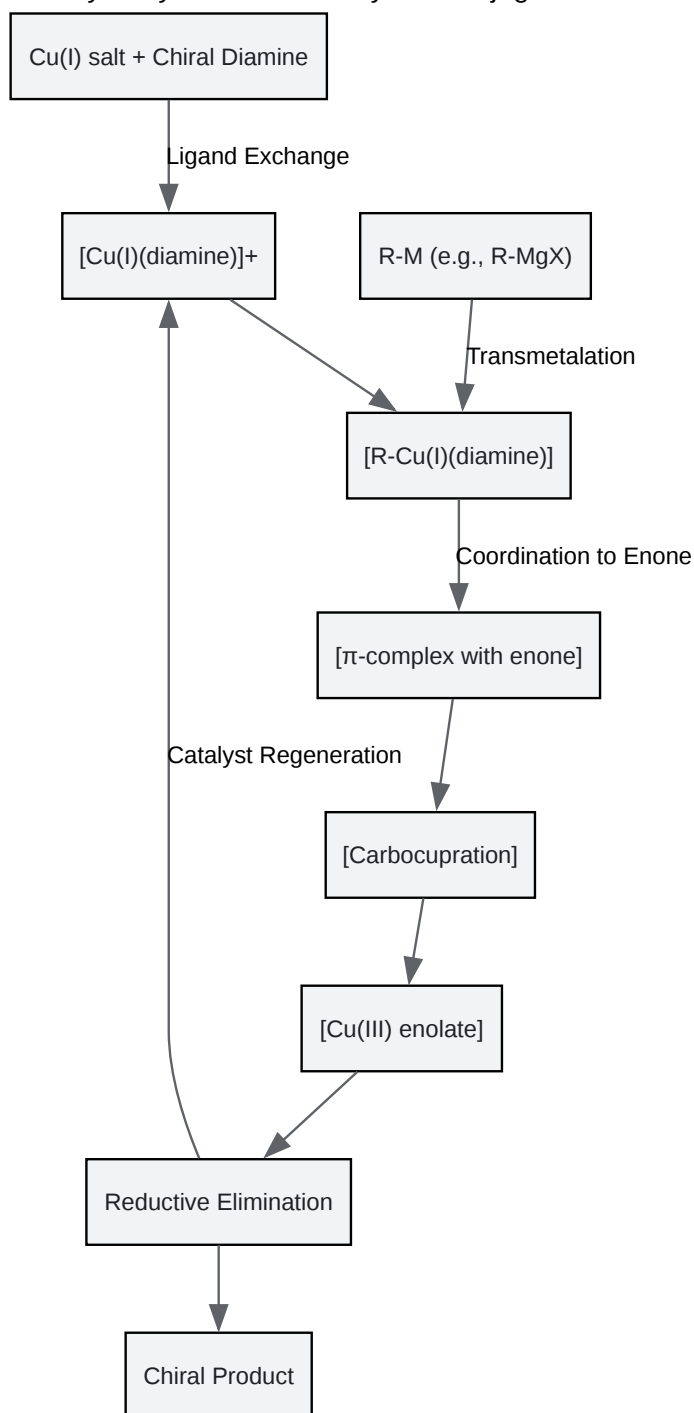 Cu(I) salt + Chiral Diamine
Ligand Exchange
[Cu(I)(diamine)]+
R-M (e.g., R-MgX)
Transmetalation
[R-Cu(I)(diamine)]
Coordination to Enone
[π-complex with enone]
Catalyst Regeneration
[Carbocupration]
[Cu(III) enolate]
Reductive Elimination
Chiral Product